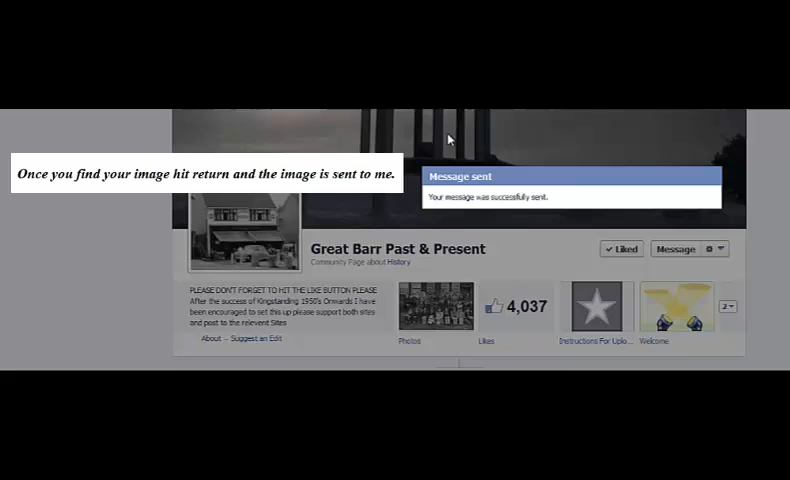 Once you find your image hit return and the image is sent to me.
Message sent
Your message was successfully sent.
Great Barr Past & Present
Community Page about History
Liked
Message
PLEASE DON'T FORGET TO HIT THE LIKE BUTTON PLEASE
After the success of Kingstanding 1950's Onwards I have
been encouraged to set this up please support both sites
and post to the relevent Sites
About – Suggest an Edit
4,037
2
Photos
Likes
Instructions For Uplo...
Welcome